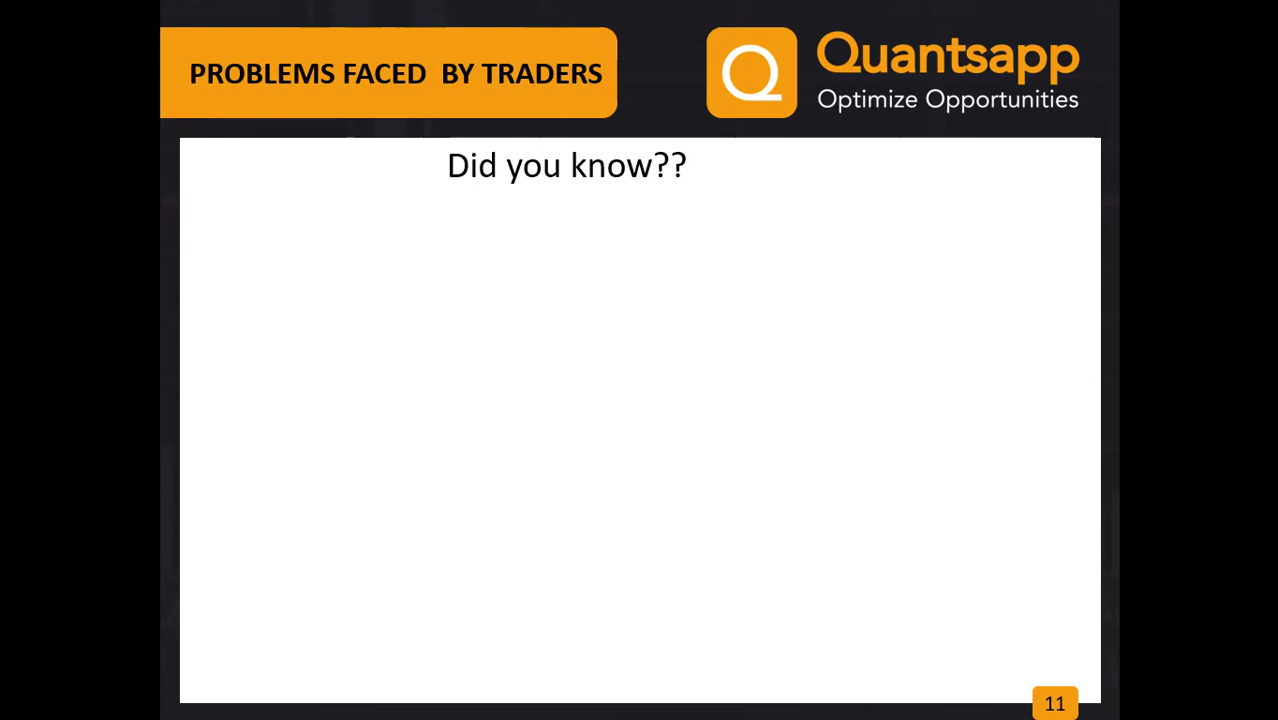 PROBLEMS FACED  BY TRADERS
Q
Quantsapp
Optimize Opportunities
Did you know??
11